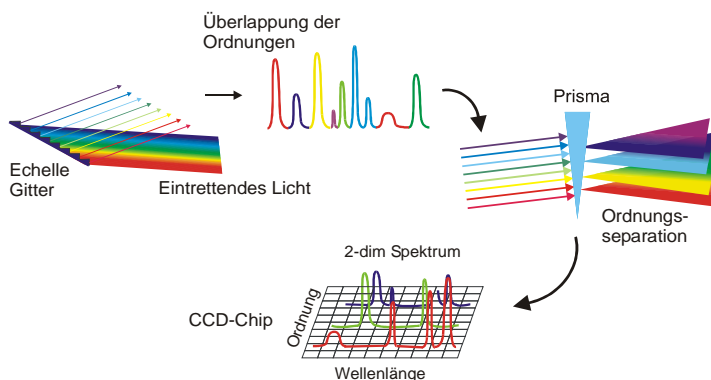 Überlappung der
Ordnungen
Prisma
Echelle
Gitter
Eintrettendes Licht
Ordnungs-
separation
2-dim Spektrum
Ordnung
CCD-Chip
Wellenlänge